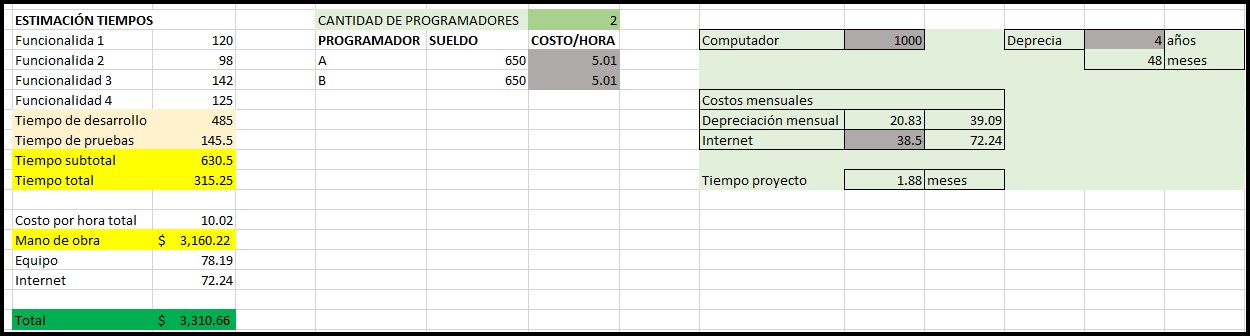 ESTIMACIÓN TIEMPOS CANTIDAD DE PROGRAMADORES 2
Funcionalida 1 120 PROGRAMADOR SUELDO COSTO/HORA Computador 1000 Deprecia 4 años
Funcionalida 2 98 A 650 5.01 48 meses
Funcionalidad 3 142 B 650 5.01
Funcionalidad 4 125 Costos mensuales
Tiempo de desarrollo 485 Depreciación mensual 20.83 39.09
Tiempo de pruebas 145.5 Internet 38.5 72.24
Tiempo subtotal 630.5
Tiempo total 315.25 Tiempo proyecto 1.88 meses
Costo por hora total 10.02
Mano de obra $ 3,160.22
Equipo 78.19
Internet 72.24
Total $ 3,310.66